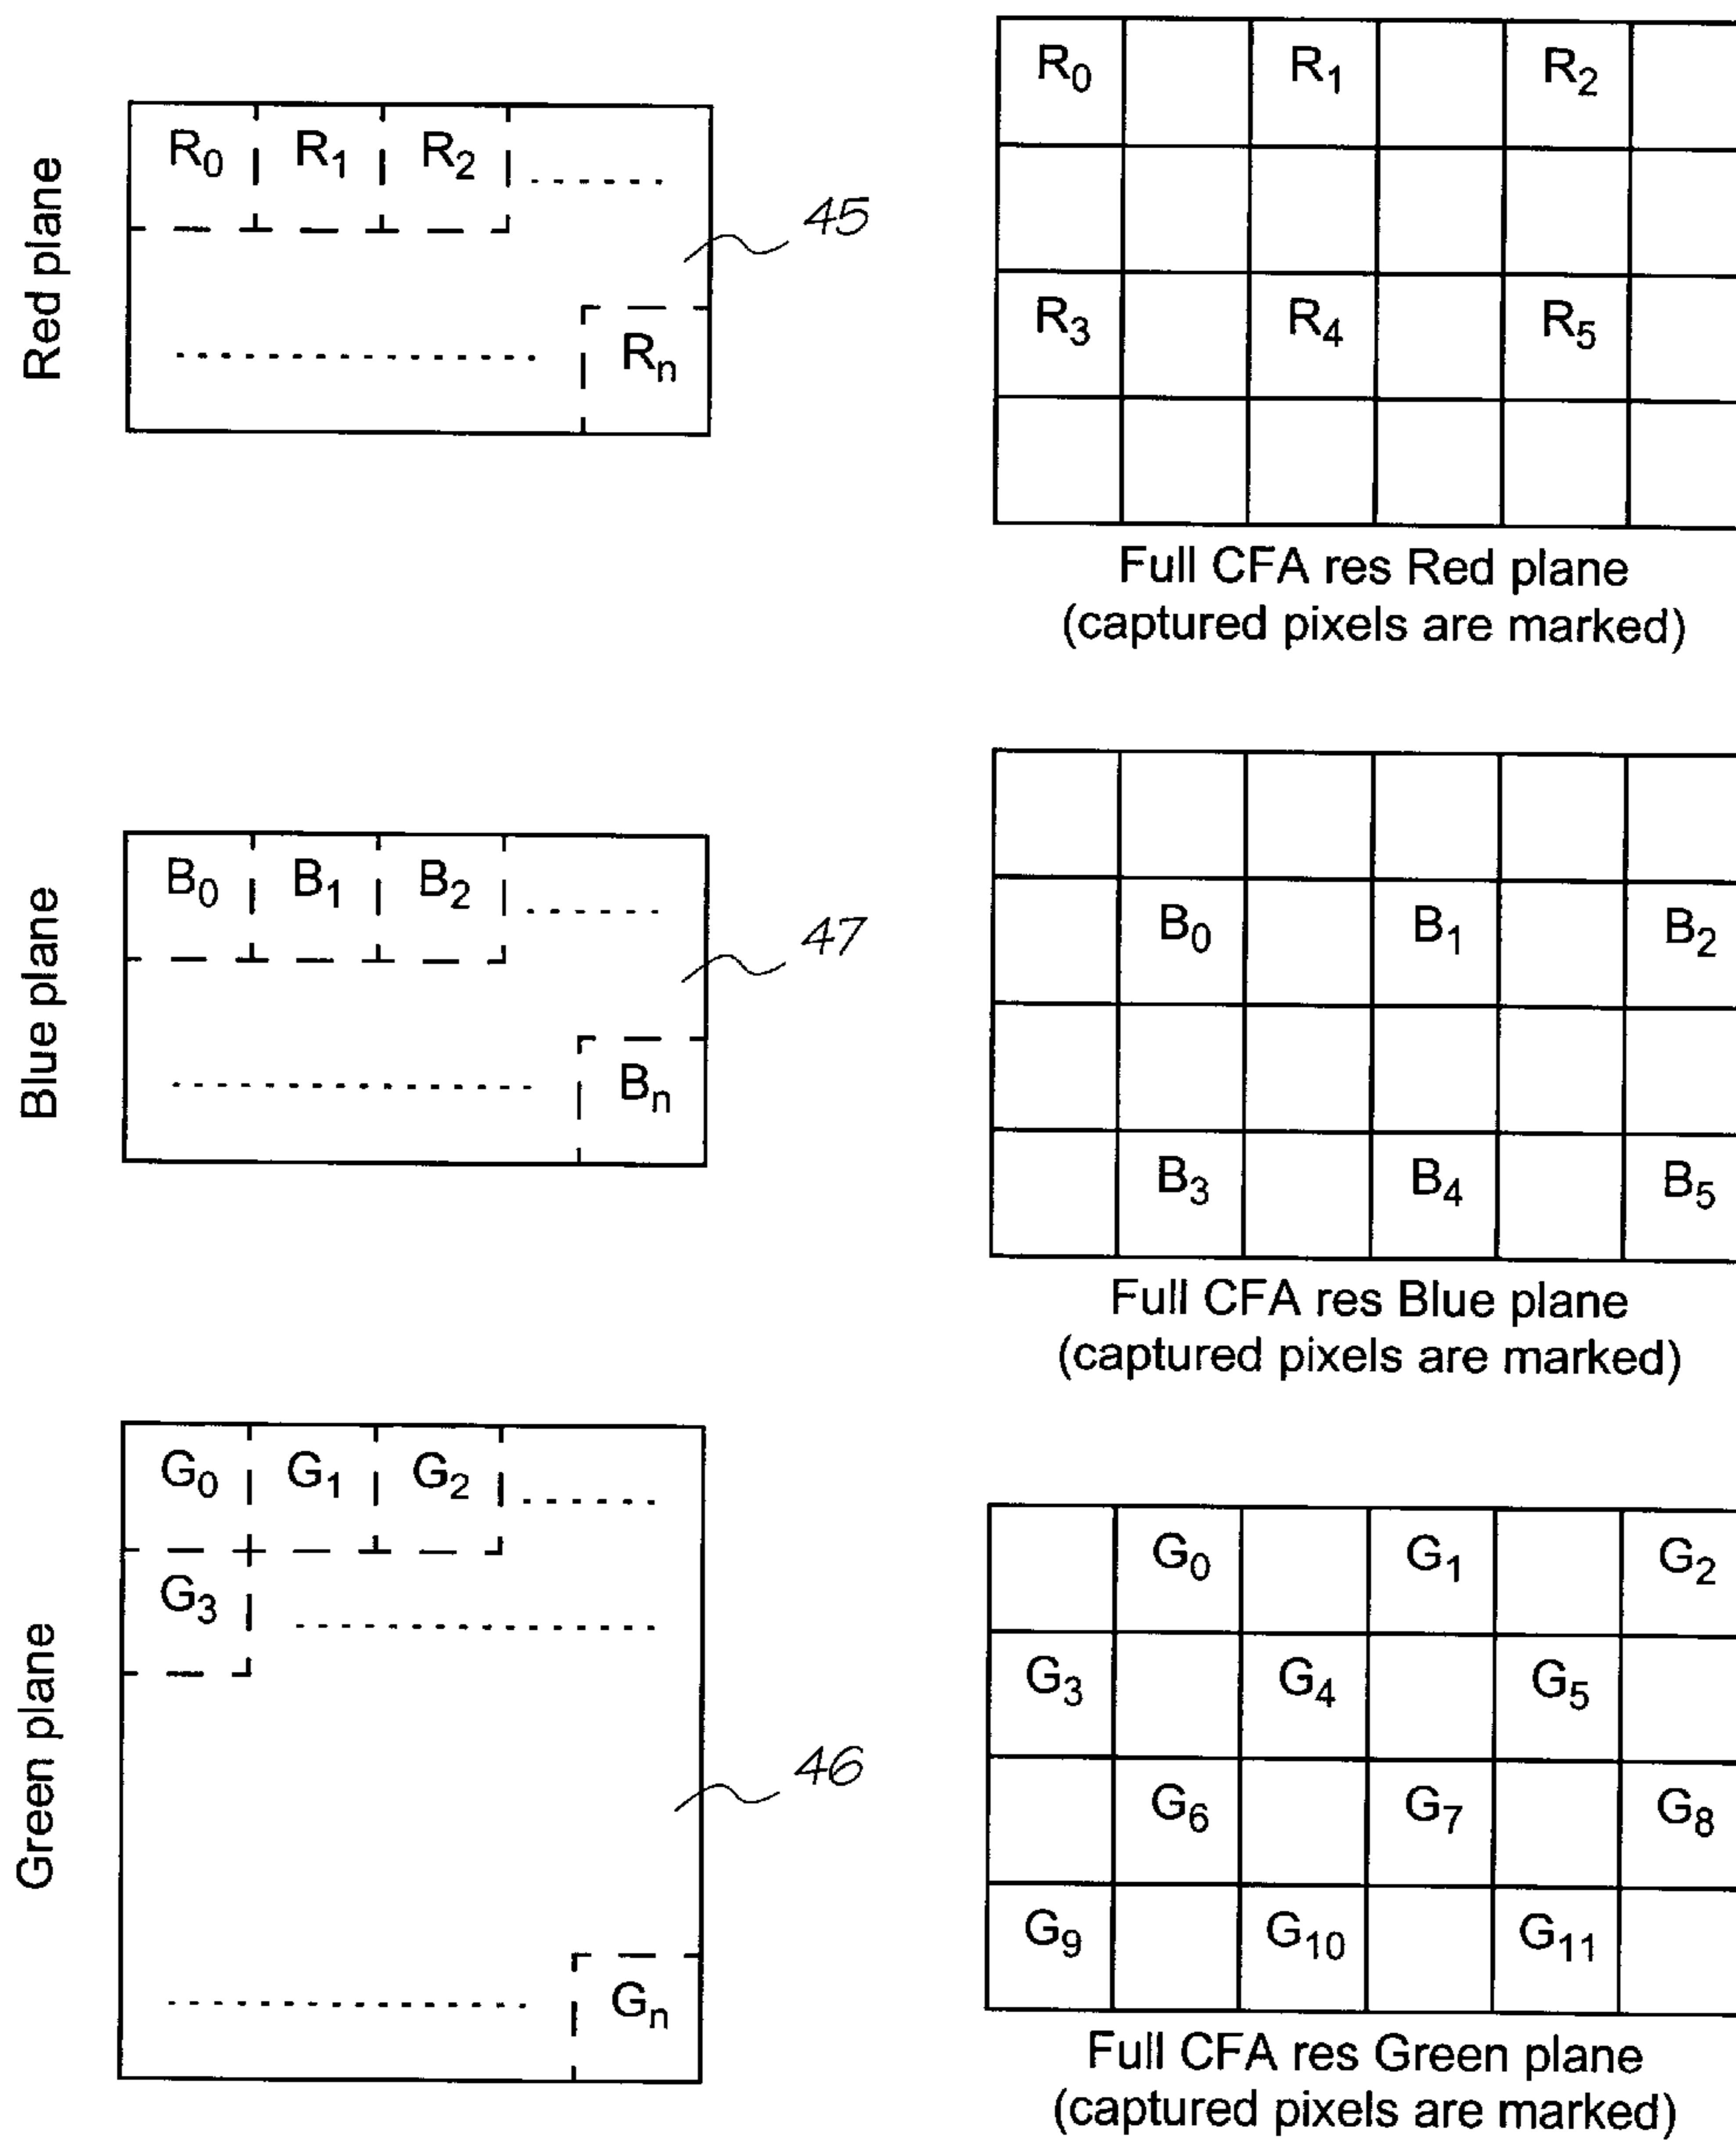 Red plane
R0 R1 R2
45
Rn
R0 R1 R2
R3 R4 R5
Full CFA res Red plane
(captured pixels are marked)
Blue plane
B0 B1 B2
47
Bn
B0 B1 B2
B3 B4 B5
Full CFA res Blue plane
(captured pixels are marked)
Green plane
G0 G1 G2
G3
46
Gn
G0 G1 G2
G3 G4 G5
G6 G7 G8
G9 G10 G11
Full CFA res Green plane
(captured pixels are marked)